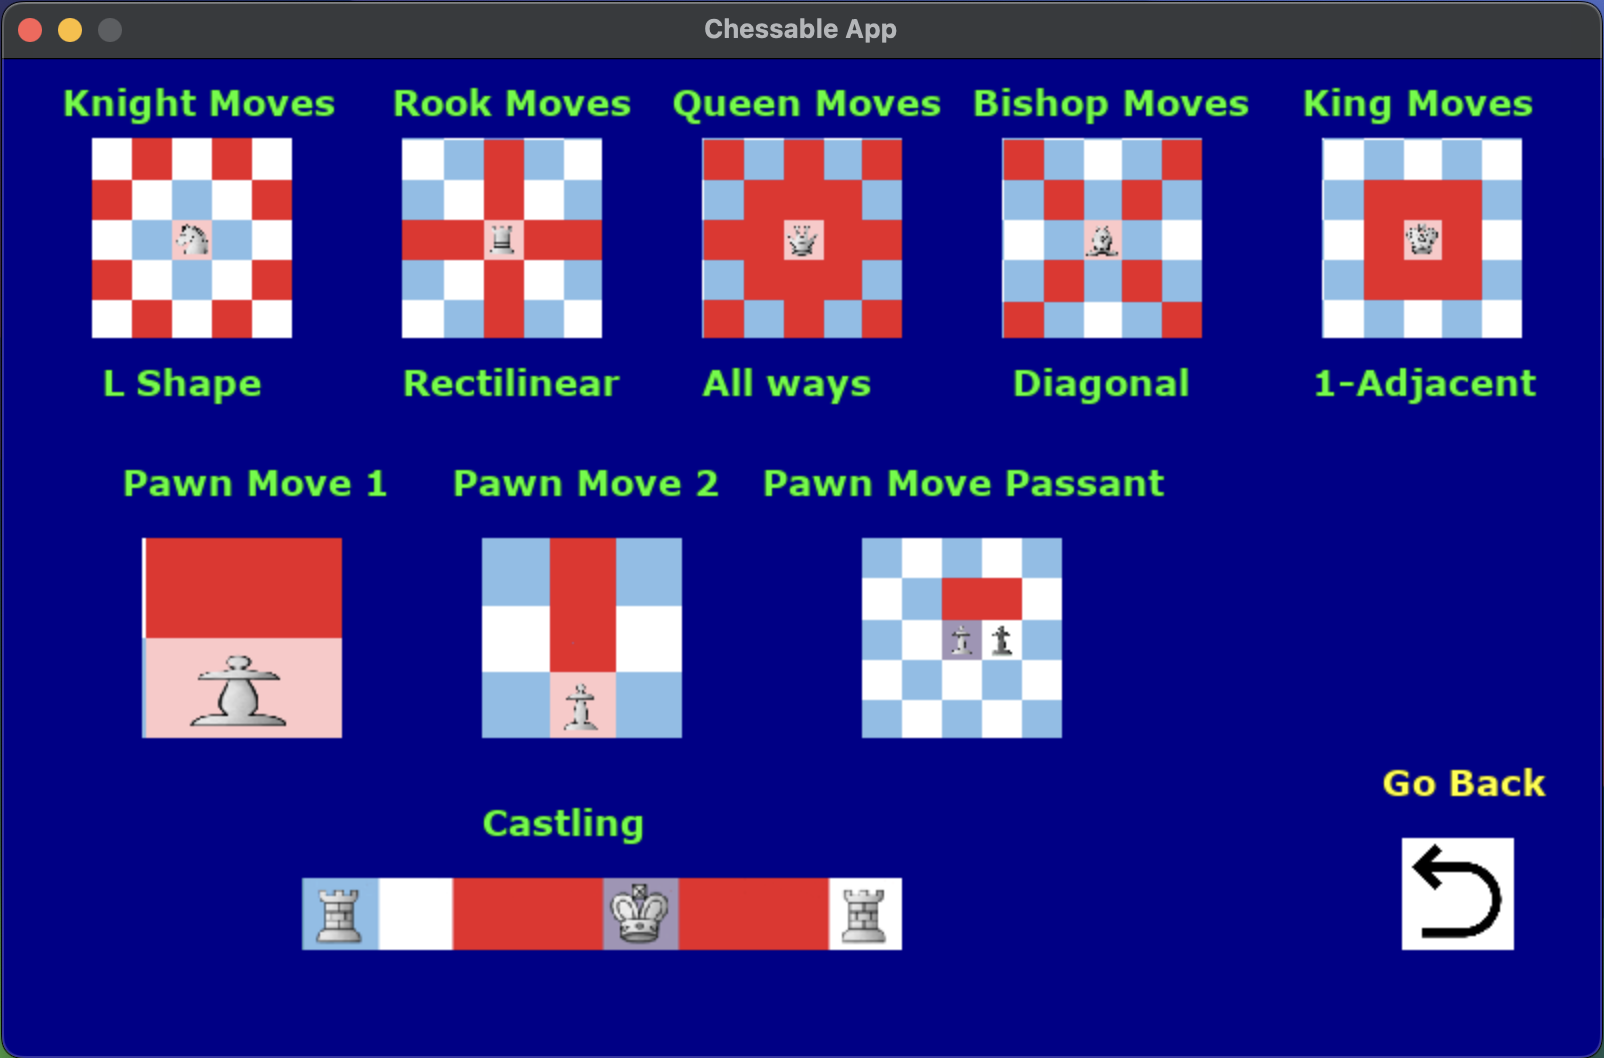 Chessable App
Knight Moves
Rook Moves
Queen Moves
Bishop Moves
King Moves
L Shape
Rectilinear
All ways
Diagonal
1-Adjacent
Pawn Move 1
Pawn Move 2
Pawn Move Passant
Go Back
Castling